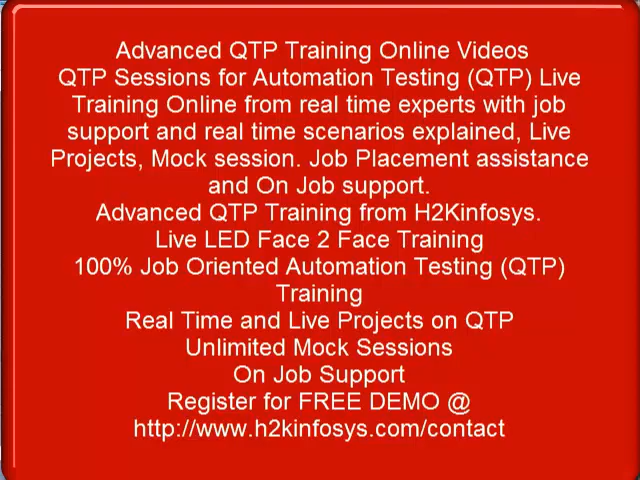 Advanced QTP Training Online Videos
QTP Sessions for Automation Testing (QTP) Live
Training Online from real time experts with job
support and real time scenarios explained, Live
Projects, Mock session. Job Placement assistance
and On Job support.
Advanced QTP Training from H2Kinfosys.
Live LED Face 2 Face Training
100% Job Oriented Automation Testing (QTP)
Training
Real Time and Live Projects on QTP
Unlimited Mock Sessions
On Job Support
Register for FREE DEMO @
http://www.h2kinfosys.com/contact